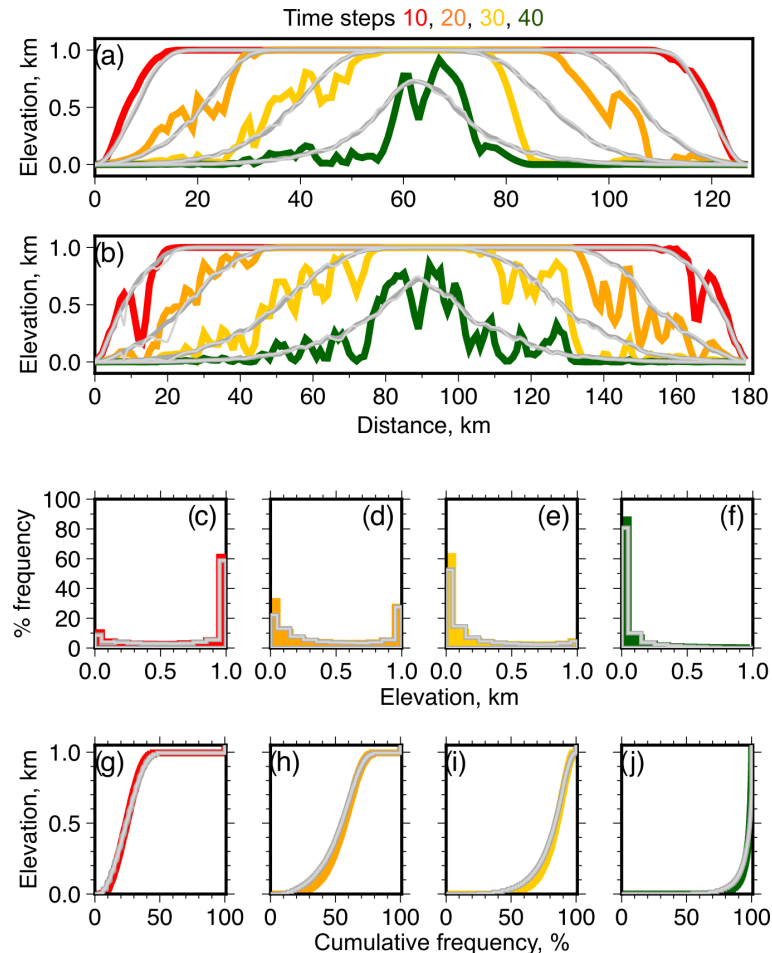 Time steps 10, 20, 30, 40
(a)
Elevation, km
1.0
0.5
0.0
0 20 40 60 80 100 120
(b)
Elevation, km
1.0
0.5
0.0
0 20 40 60 80 100 120 140 160 180
Distance, km
% frequency
100
80
60
40
20
0
(c) (d) (e) (f)
0.0 0.5 1.0 0.0 0.5 1.0 0.0 0.5 1.0 0.0 0.5 1.0
Elevation, km
Elevation, km
1.0
0.5
0.0
(g) (h) (i) (j)
0 50 100 0 50 100 0 50 100 0 50 100
Cumulative frequency, %